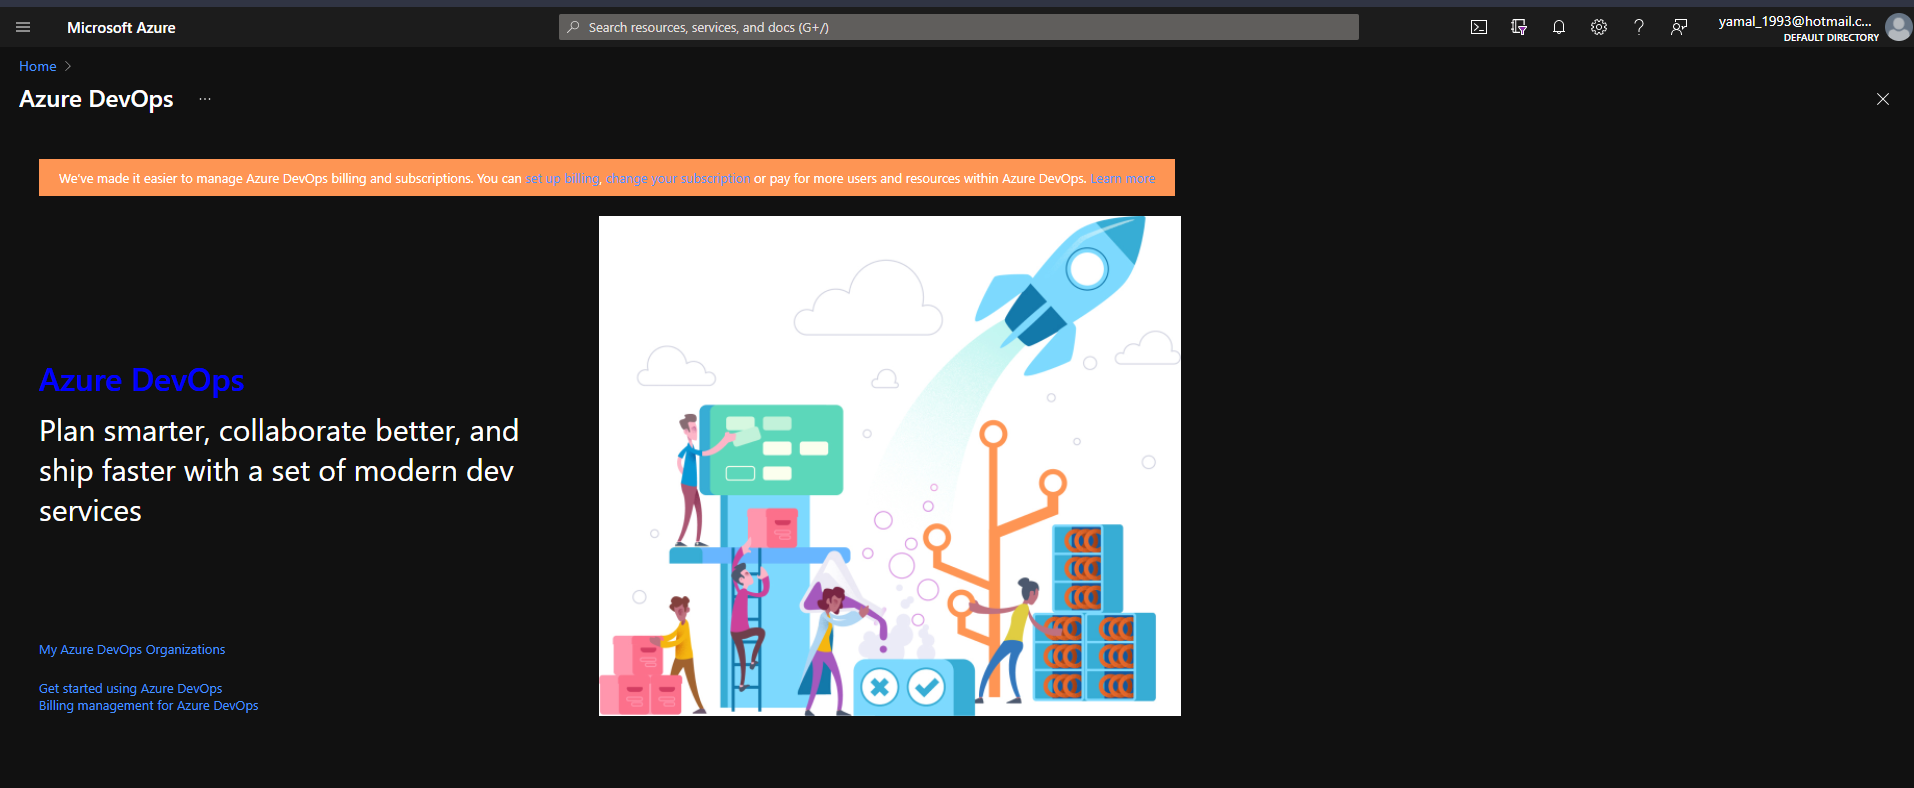 Microsoft Azure
Search resources, services, and docs (G+/)
yamal_1993@hotmail.c...
DEFAULT DIRECTORY
Home
Azure DevOps
...
We've made it easier to manage Azure DevOps billing and subscriptions. You can set up billing, change your subscription or pay for more users and resources within Azure DevOps. Learn more
Azure DevOps
Plan smarter, collaborate better, and
ship faster with a set of modern dev
services
My Azure DevOps Organizations
Get started using Azure DevOps
Billing management for Azure DevOps